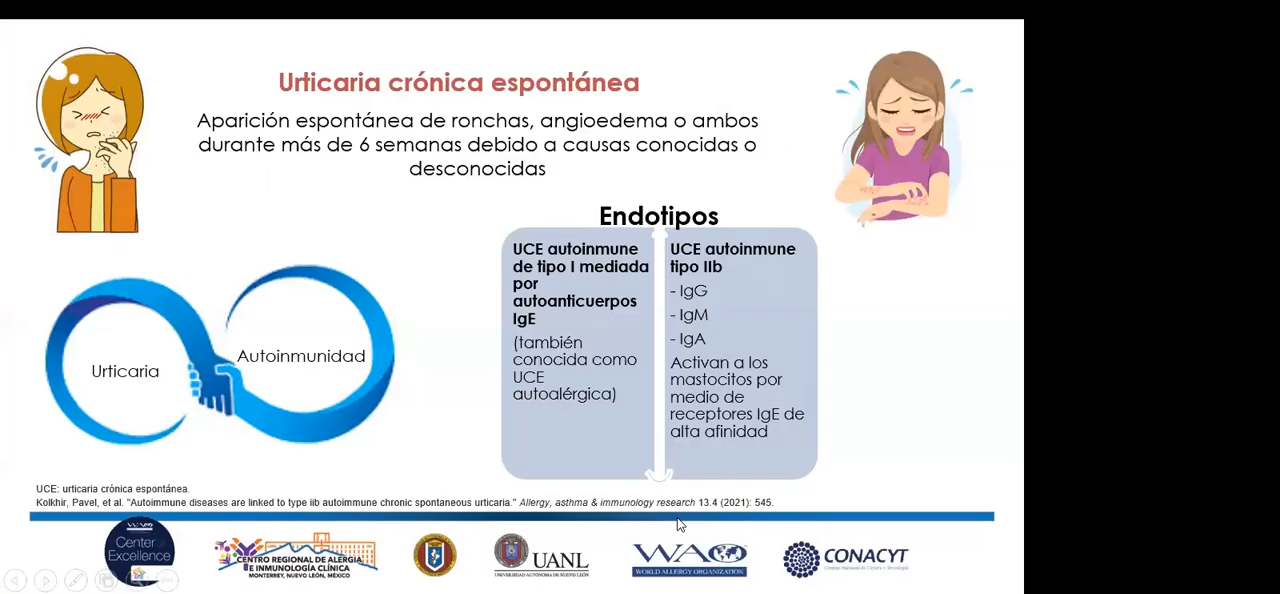 Urticaria crónica espontánea
Aparición espontánea de ronchas, angioedema o ambos
durante más de 6 semanas debido a causas conocidas o
desconocidas
Endotipos
UCE autoinmune
de tipo I mediada
por
autoanticuerpos
IgE
(también
conocida como
UCE
autoalérgica)
UCE autoinmune
tipo IIb
- IgG
- IgM
- IgA
Activan a los
mastocitos por
medio de
receptores IgE de
alta afinidad
Urticaria
Autoinmunidad
UCE: urticaria crónica espontánea.
Kolkhir, Pavel, et al. "Autoimmune diseases are linked to type iib autoimmune chronic spontaneous urticaria." Allergy, asthma & immunology research 13.4 (2021): 545.
Center
Excellence
CENTRO REGIONAL DE ALERGIA
E INMUNOLOGÍA CLÍNICA
MONTERREY, NUEVO LEÓN, MÉXICO
UANL
UNIVERSIDAD AUTÓNOMA DE NUEVO LEÓN
WAO
WORLD ALLERGY ORGANIZATION
CONACYT
Consejo Nacional de Ciencia y Tecnología